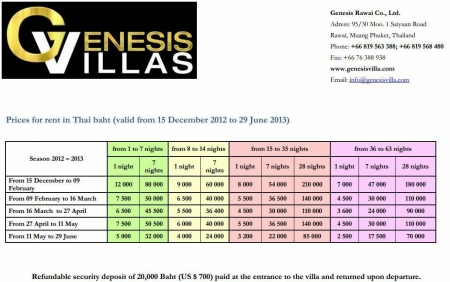 GENESIS
VILLAS
Genesis Rawai Co., Ltd.
Adress: 95/30 Moo. 1 Saiyuan Road
Rawai, Muang Phuket, Thailand
Phone: +66 819 563 388; +66 819 568 480
www.genesisvilla.com
Fax: +66 76 388 938
Email: info@genesisvilla.com
Prices for rent in Thai baht (valid from 15 December 2012 to 29 June 2013)
Season 2012 – 2013 from 1 to 7 nights from 8 to 14 nights from 15 to 35 nights from 36 to 63 nights
1 night 7 nights 1 night 7 nights 1 night 7 nights 28 nights 1 night 7 nights 28 nights
From 15 December to 09 February 12 000 80 000 9 000 60 000 8 000 54 000 210 000 7 000 47 000 180 000
From 09 February to 16 March 7 500 50 000 6 500 40 000 5 500 36 500 140 000 4 500 30 000 110 000
From 16 March to 27 April 6 500 45 500 5 500 36 400 4 500 30 000 110 000 3 600 24 000 90 000
From 27 April to 11 May 7 500 50 500 6 500 40 000 5 500 36 500 140 000 4 500 30 000 110 000
From 11 May to 29 June 5 000 32 000 4 000 24 000 3 200 22 000 85 000 2 500 17 500 70 000
Refundable security deposit of 20,000 Baht (US $ 700) paid at the entrance to the villa and returned upon departure.